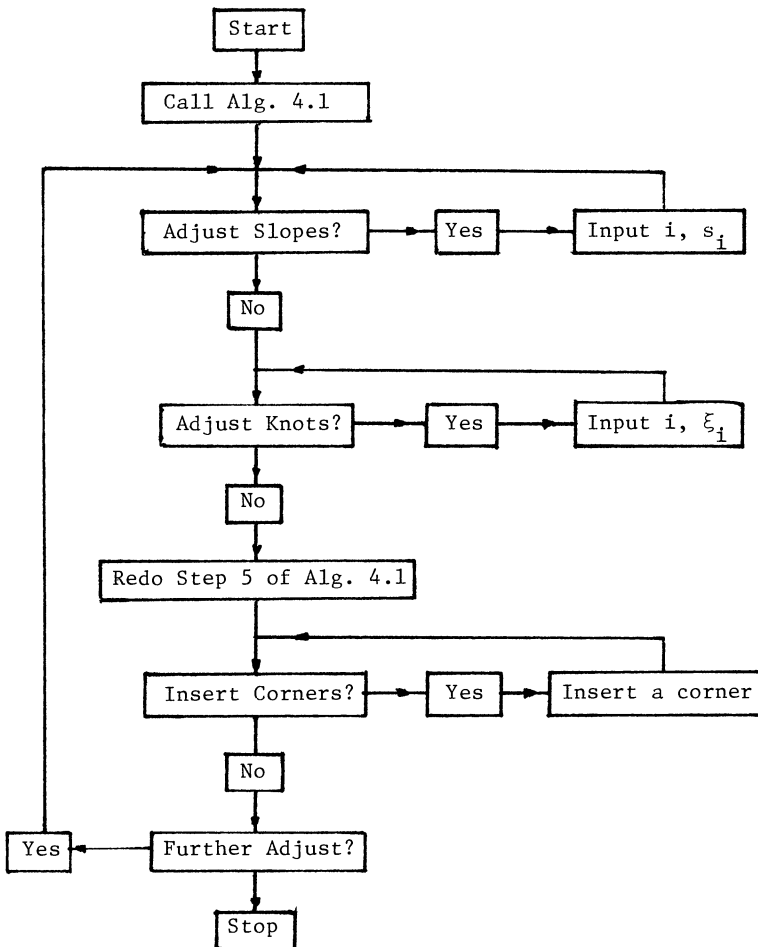 Start
Call Alg. 4.1
Adjust Slopes?
Yes
Input i, s_i
No
Adjust Knots?
Yes
Input i, ξ_i
No
Redo Step 5 of Alg. 4.1
Insert Corners?
Yes
Insert a corner
No
Yes
Further Adjust?
Stop